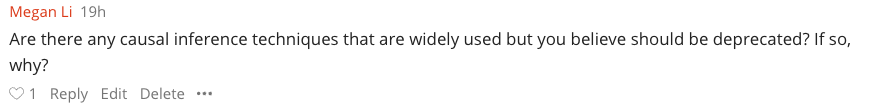 Megan Li 19h
Are there any causal inference techniques that are widely used but you believe should be deprecated? If so,
why?
1 Reply Edit Delete •••